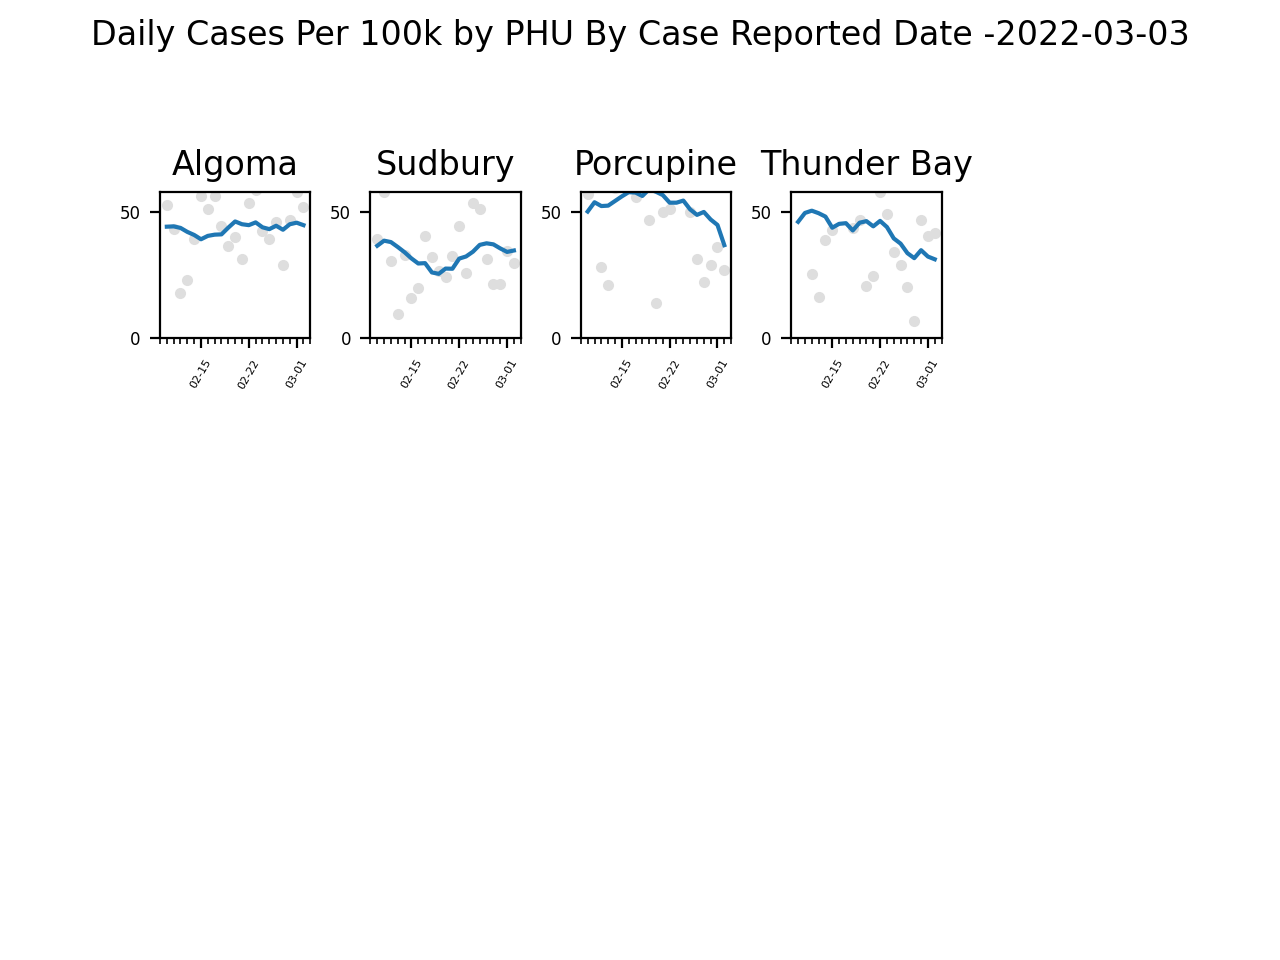 Daily Cases Per 100k by PHU By Case Reported Date -2022-03-03
Algoma Sudbury Porcupine Thunder Bay
50 50 50 50
0 0 0 0
02-15 02-22 03-01 02-15 02-22 03-01 02-15 02-22 03-01 02-15 02-22 03-01